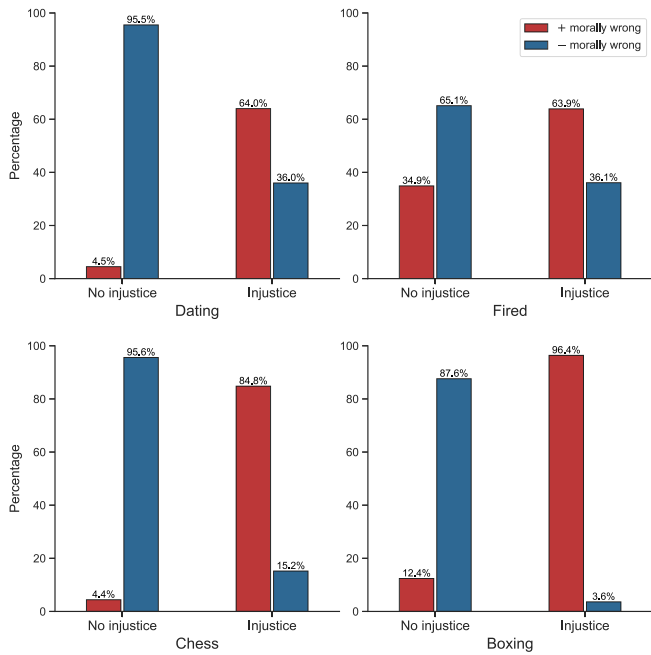 100
95.5%
80
64.0%
60
Percentage
40
36.0%
20
4.5%
0
No injustice
Injustice
Dating
100
+ morally wrong
− morally wrong
80
65.1%
63.9%
60
40
34.9%
36.1%
20
0
No injustice
Injustice
Fired
100
95.6%
84.8%
80
60
Percentage
40
20
15.2%
4.4%
0
No injustice
Injustice
Chess
100
96.4%
87.6%
80
60
40
20
12.4%
3.6%
0
No injustice
Injustice
Boxing